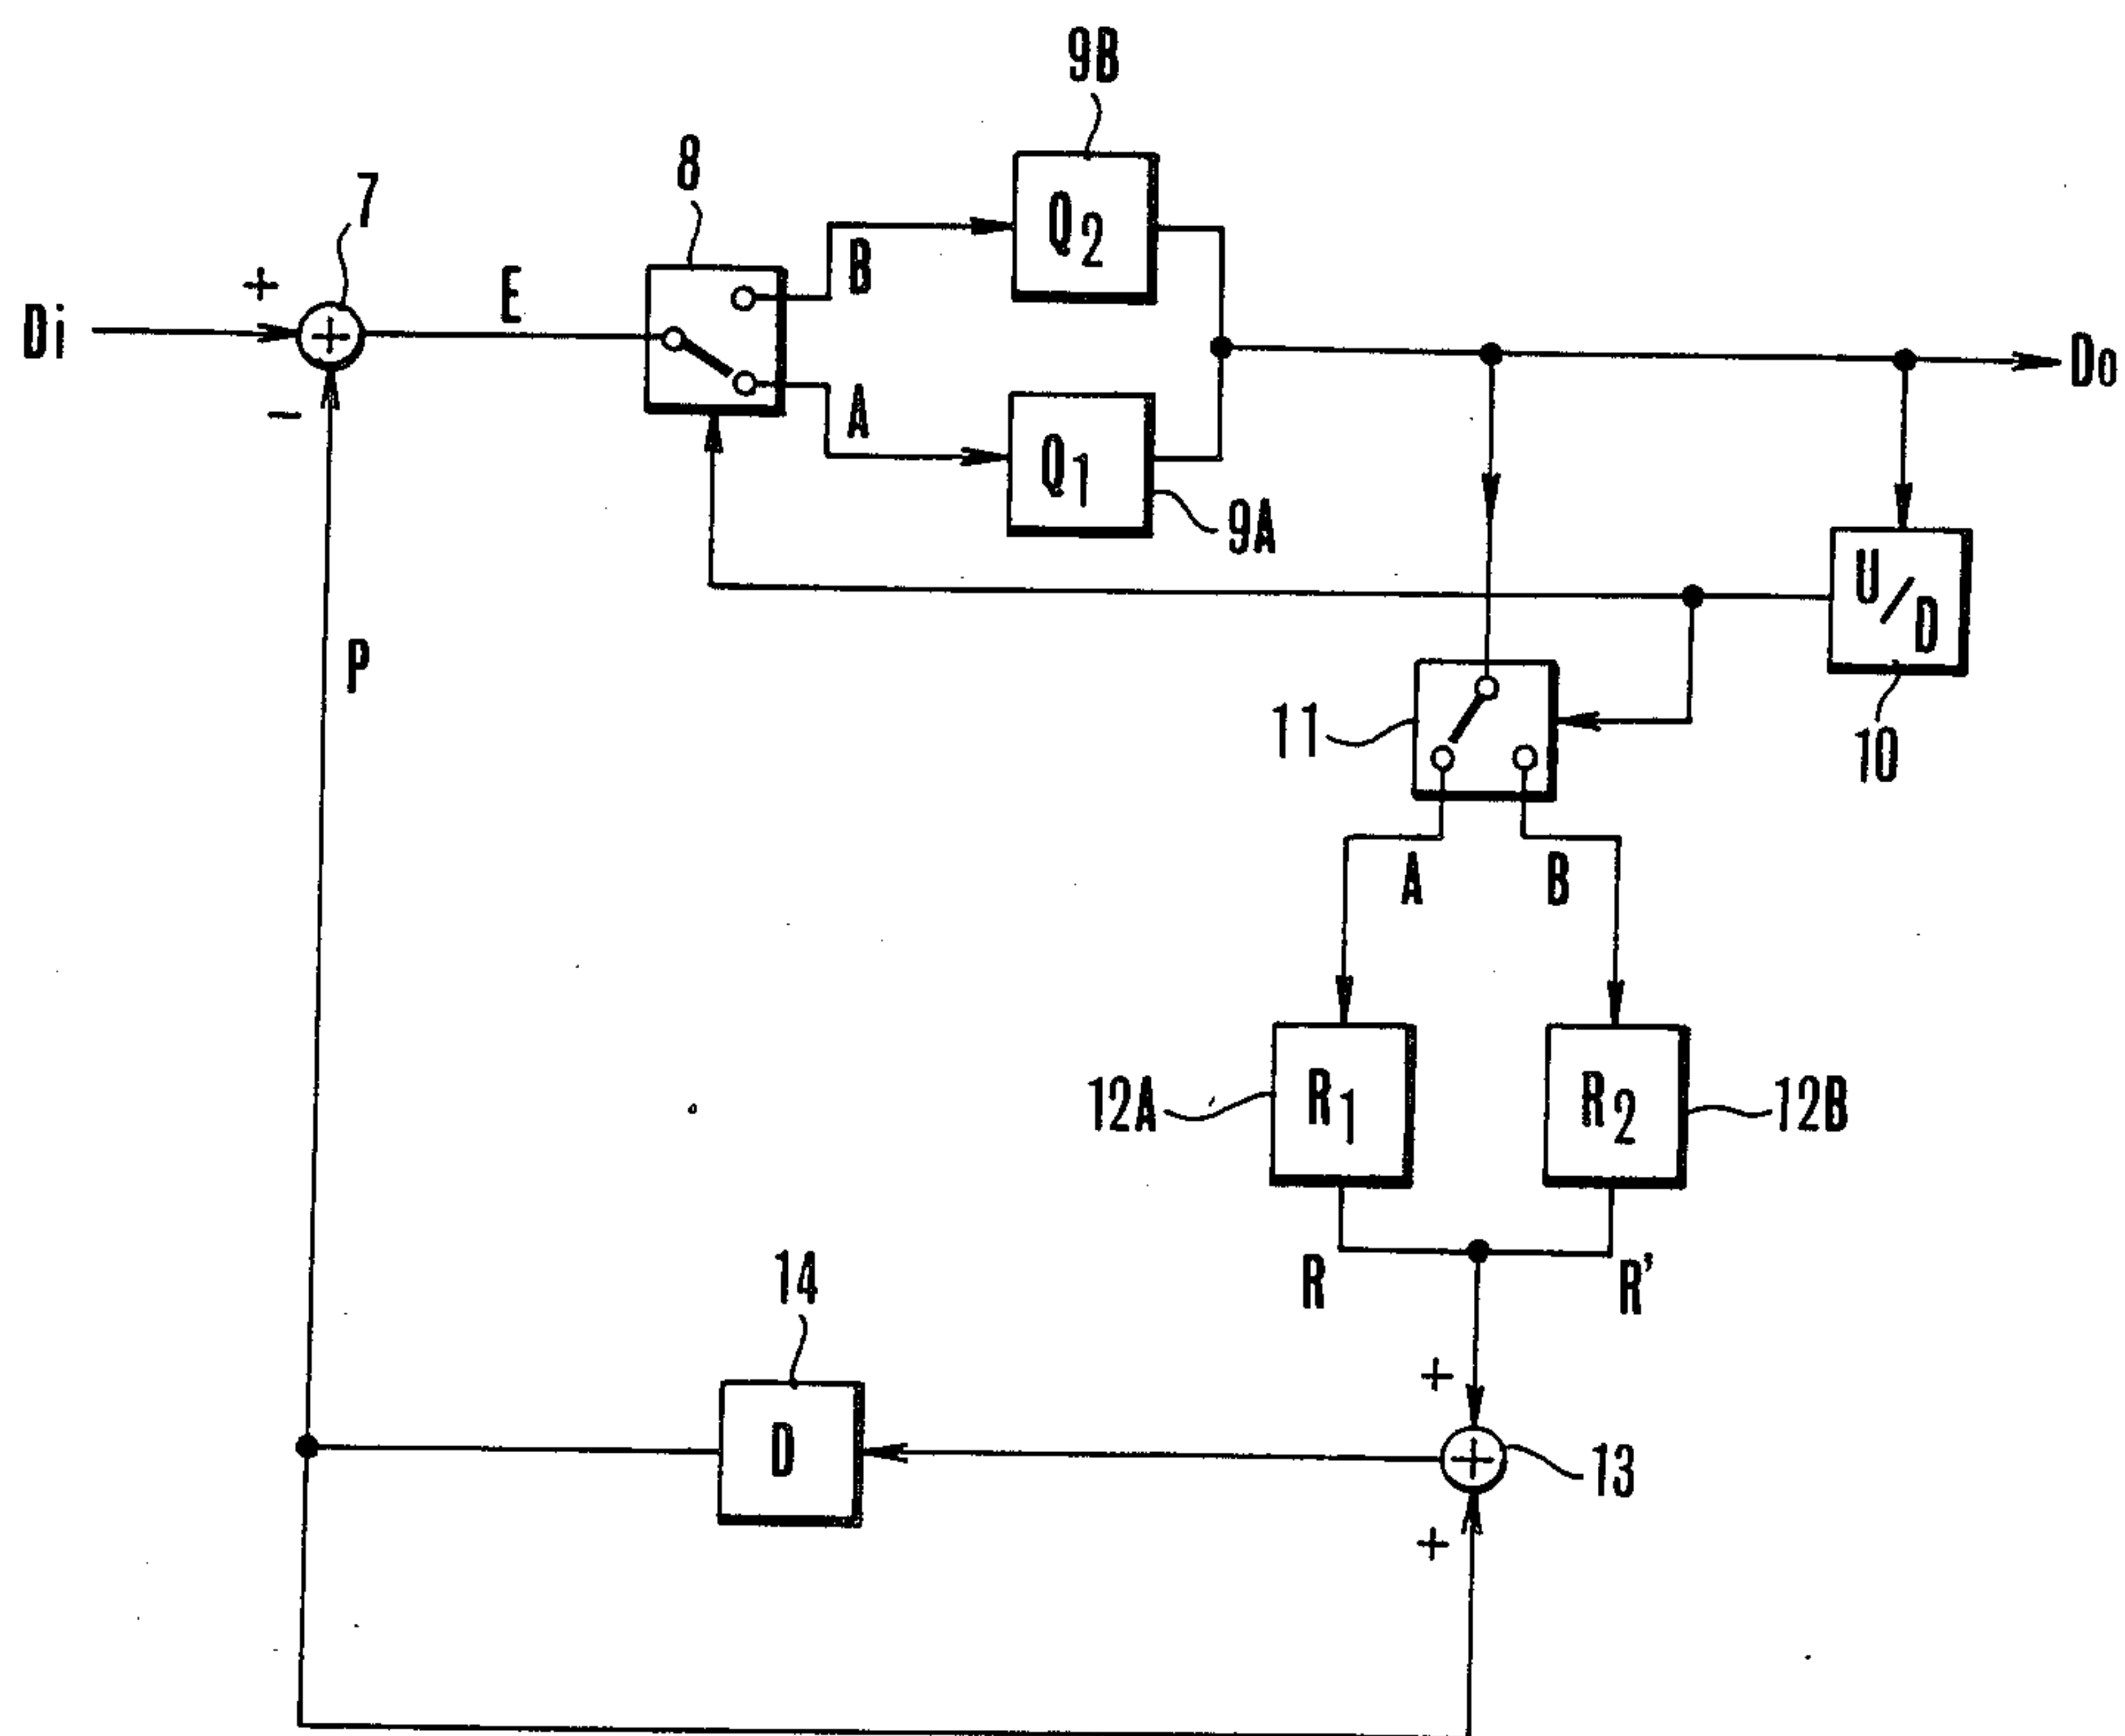 9B
8
7
Q2
B
+
E
Di
+
Do
A
−
Q1
9A
U/D
P
11
10
A
B
12A
R1
R2
12B
R
R'
14
+
D
+
13
+